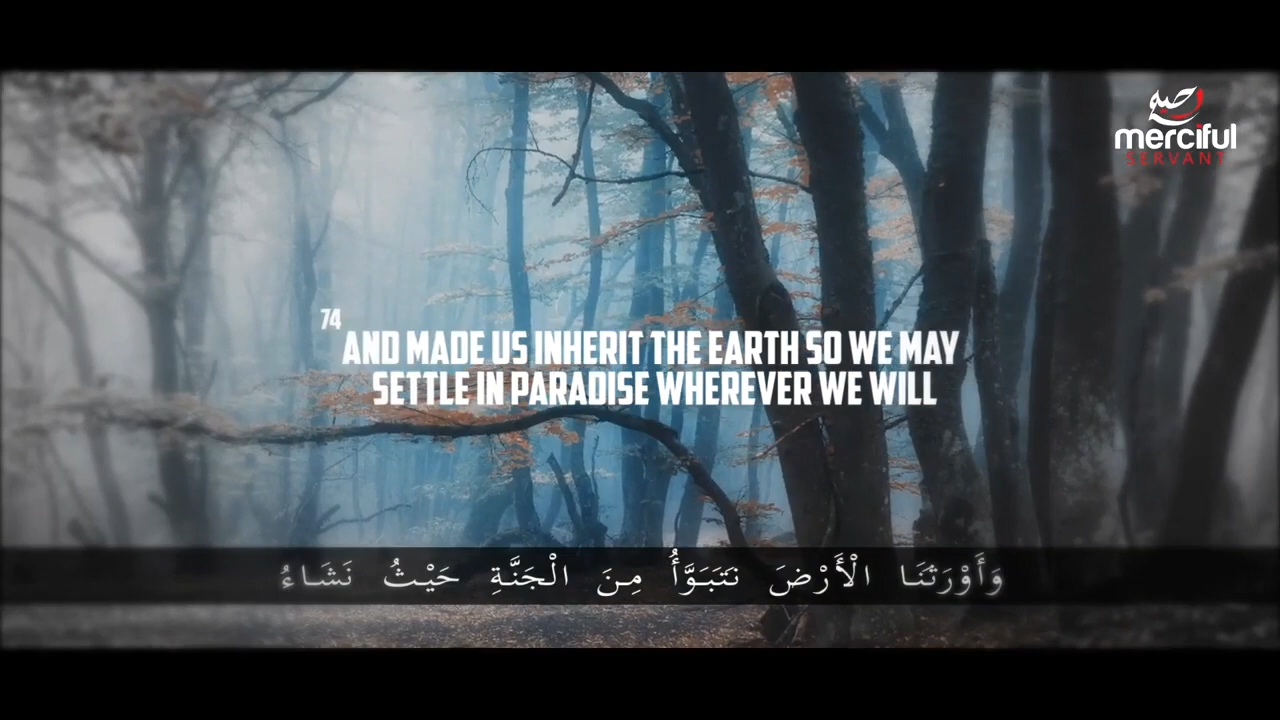 merciful
SERVANT
74
AND MADE US INHERIT THE EARTH SO WE MAY
SETTLE IN PARADISE WHEREVER WE WILL
وَأَوْرَثَنَا الْأَرْضَ نَتَبَوَّأُ مِنَ الْجَنَّةِ حَيْثُ نَشَاءُ